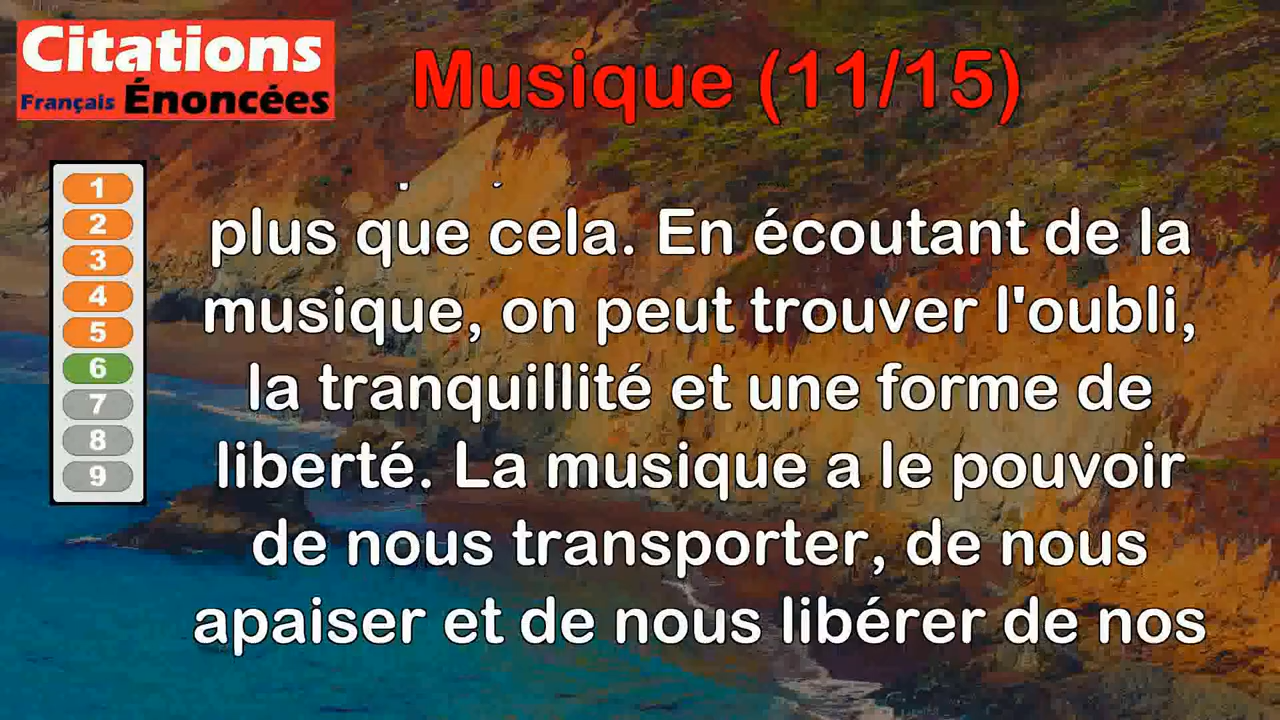 Citations
Français Énoncées
Musique (11/15)
1
2
3
4
5
6
7
8
9
plus que cela. En écoutant de la
musique, on peut trouver l'oubli,
la tranquillité et une forme de
liberté. La musique a le pouvoir
de nous transporter, de nous
apaiser et de nous libérer de nos